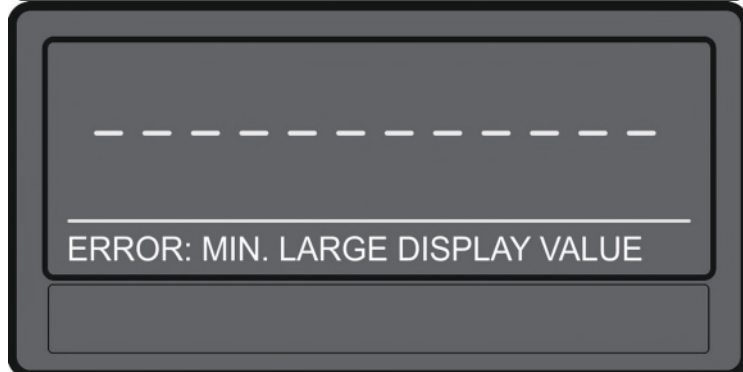 — — — — — — — — — — — —
ERROR: MIN. LARGE DISPLAY VALUE